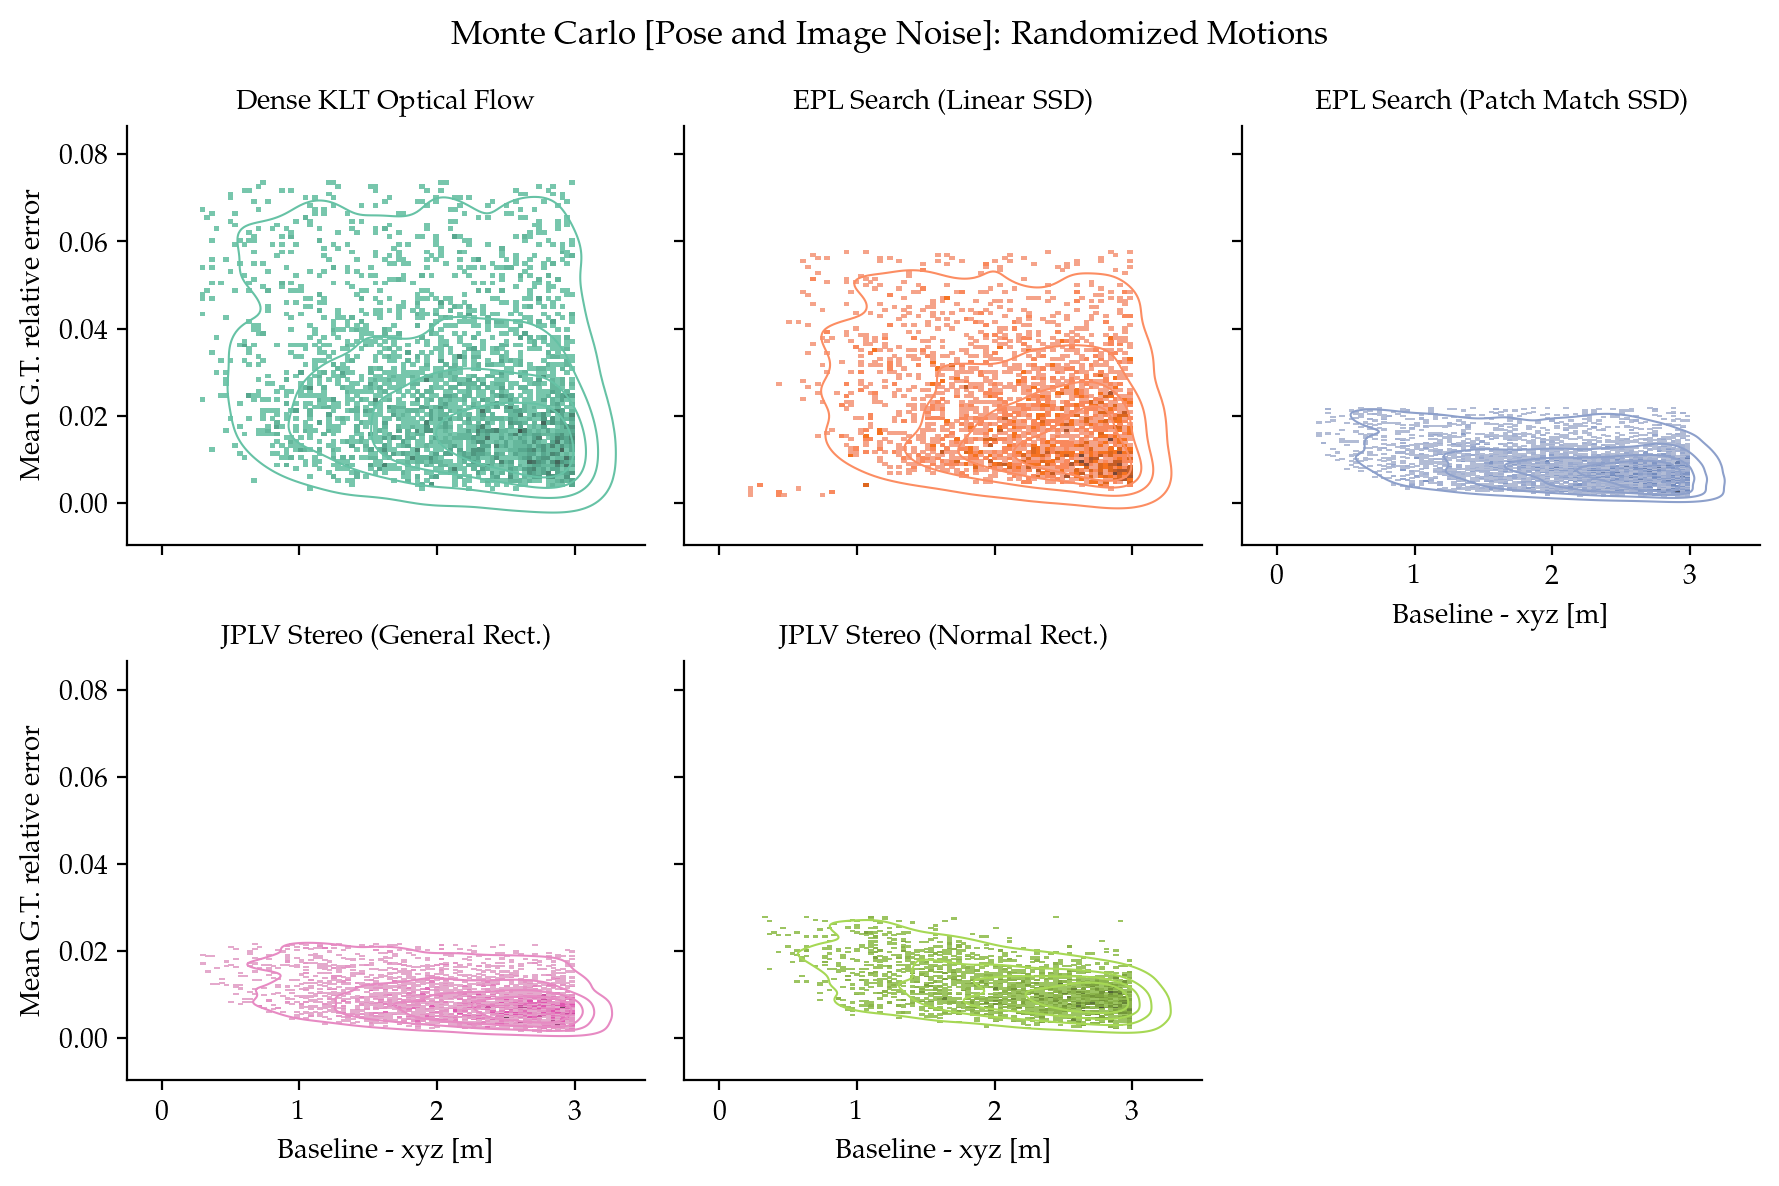 Monte Carlo [Pose and Image Noise]: Randomized Motions
Dense KLT Optical Flow
EPL Search (Linear SSD)
EPL Search (Patch Match SSD)
Mean G.T. relative error
0.08
0.06
0.04
0.02
0.00
0 1 2 3
Baseline - xyz [m]
JPLV Stereo (General Rect.)
JPLV Stereo (Normal Rect.)
Mean G.T. relative error
0.08
0.06
0.04
0.02
0.00
0 1 2 3
Baseline - xyz [m]
0 1 2 3
Baseline - xyz [m]